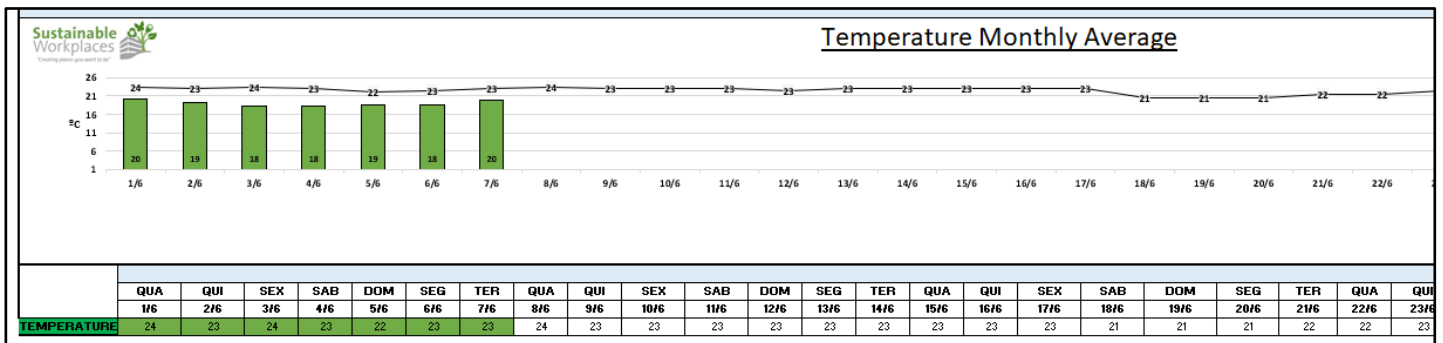 Sustainable
Workplaces
"Creating places you want to be"
Temperature Monthly Average
26
21
16
11
6
1
ºC
24 23 24 23 22 23 23 24 23 23 23 23 23 23 23 23 23 21 21 21 22 22
20 19 18 18 19 18 20
1/6 2/6 3/6 4/6 5/6 6/6 7/6 8/6 9/6 10/6 11/6 12/6 13/6 14/6 15/6 16/6 17/6 18/6 19/6 20/6 21/6 22/6
QUA QUI SEX SAB DOM SEG TER QUA QUI SEX SAB DOM SEG TER QUA QUI SEX SAB DOM SEG TER QUA QUI
1/6 2/6 3/6 4/6 5/6 6/6 7/6 8/6 9/6 10/6 11/6 12/6 13/6 14/6 15/6 16/6 17/6 18/6 19/6 20/6 21/6 22/6 23/6
TEMPERATURE 24 23 24 23 22 23 23 24 23 23 23 23 23 23 23 23 23 21 21 21 22 22 23